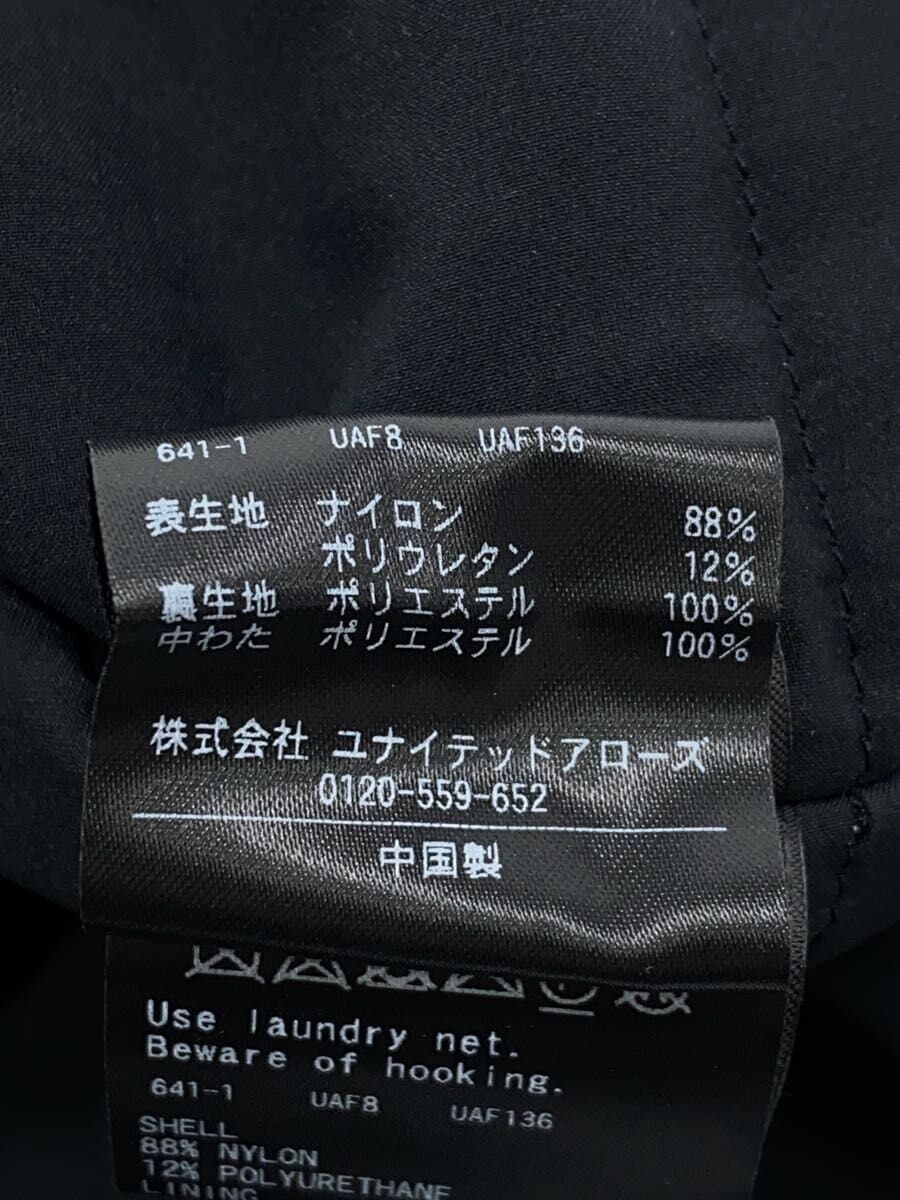 641-1 UAF8 UAF136
表生地 ナイロン 88%
ポリウレタン 12%
裏生地 ポリエステル 100%
中わた ポリエステル 100%
株式会社 ユナイテッドアローズ
0120-559-652
中国製
Use laundry net.
Beware of hooking.
641-1 UAF8 UAF136
SHELL
88% NYLON
12% POLYURETHANE
LINING